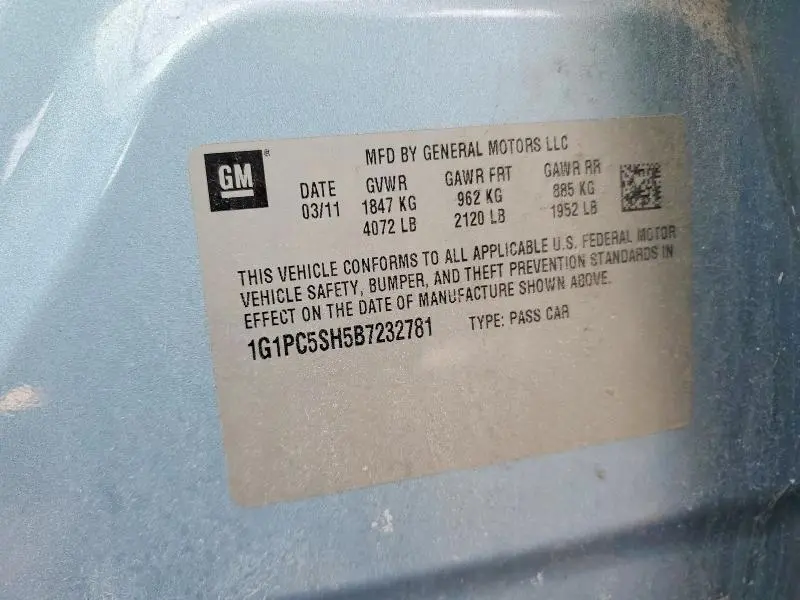 GM®
MFD BY GENERAL MOTORS LLC
DATE GVWR GAWR FRT GAWR RR
03/11 1847 KG 962 KG 885 KG
4072 LB 2120 LB 1952 LB
THIS VEHICLE CONFORMS TO ALL APPLICABLE U.S. FEDERAL MOTOR
VEHICLE SAFETY, BUMPER, AND THEFT PREVENTION STANDARDS IN
EFFECT ON THE DATE OF MANUFACTURE SHOWN ABOVE.
1G1PC5SH5B7232781 TYPE: PASS CAR